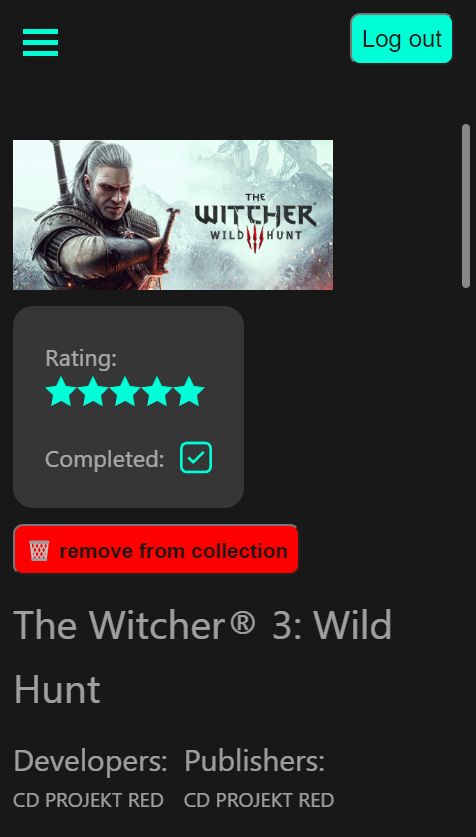 Log out
THE
WITCHER
WILD HUNT
Rating:
Completed:
remove from collection
The Witcher® 3: Wild
Hunt
Developers: Publishers:
CD PROJEKT RED CD PROJEKT RED